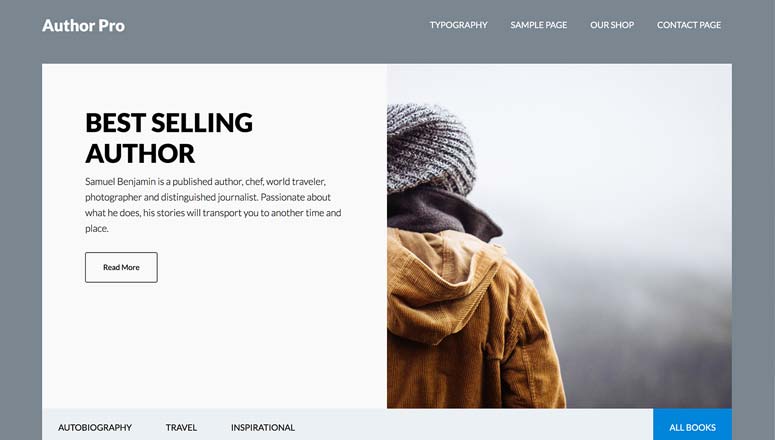 Author Pro
TYPOGRAPHY SAMPLE PAGE OUR SHOP CONTACT PAGE
BEST SELLING
AUTHOR
Samuel Benjamin is a published author, chef, world traveler,
photographer and distinguished journalist. Passionate about
what he does, his stories will transport you to another time and
place.
Read More
AUTOBIOGRAPHY TRAVEL INSPIRATIONAL ALL BOOKS